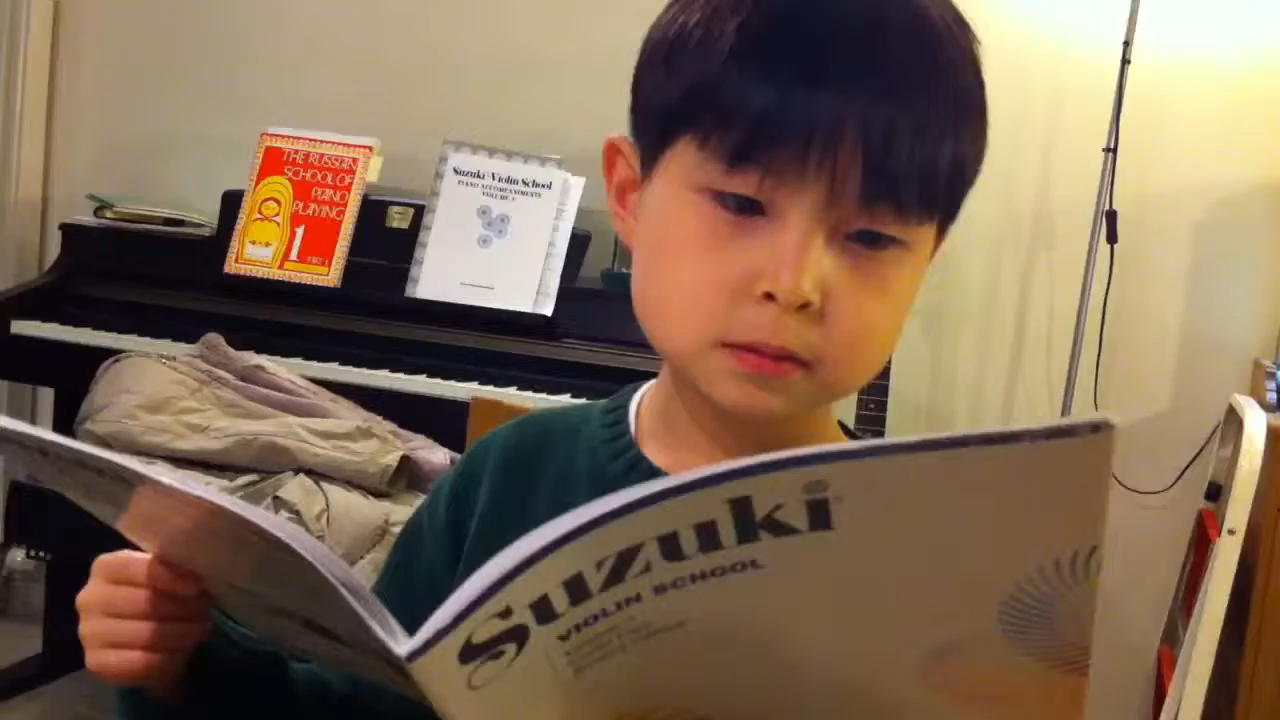 THE RUSSIAN
SCHOOL OF
PIANO
PLAYING
1
Suzuki Violin School
PIANO ACCOMPANIMENTS
Suzuki
VIOLIN SCHOOL